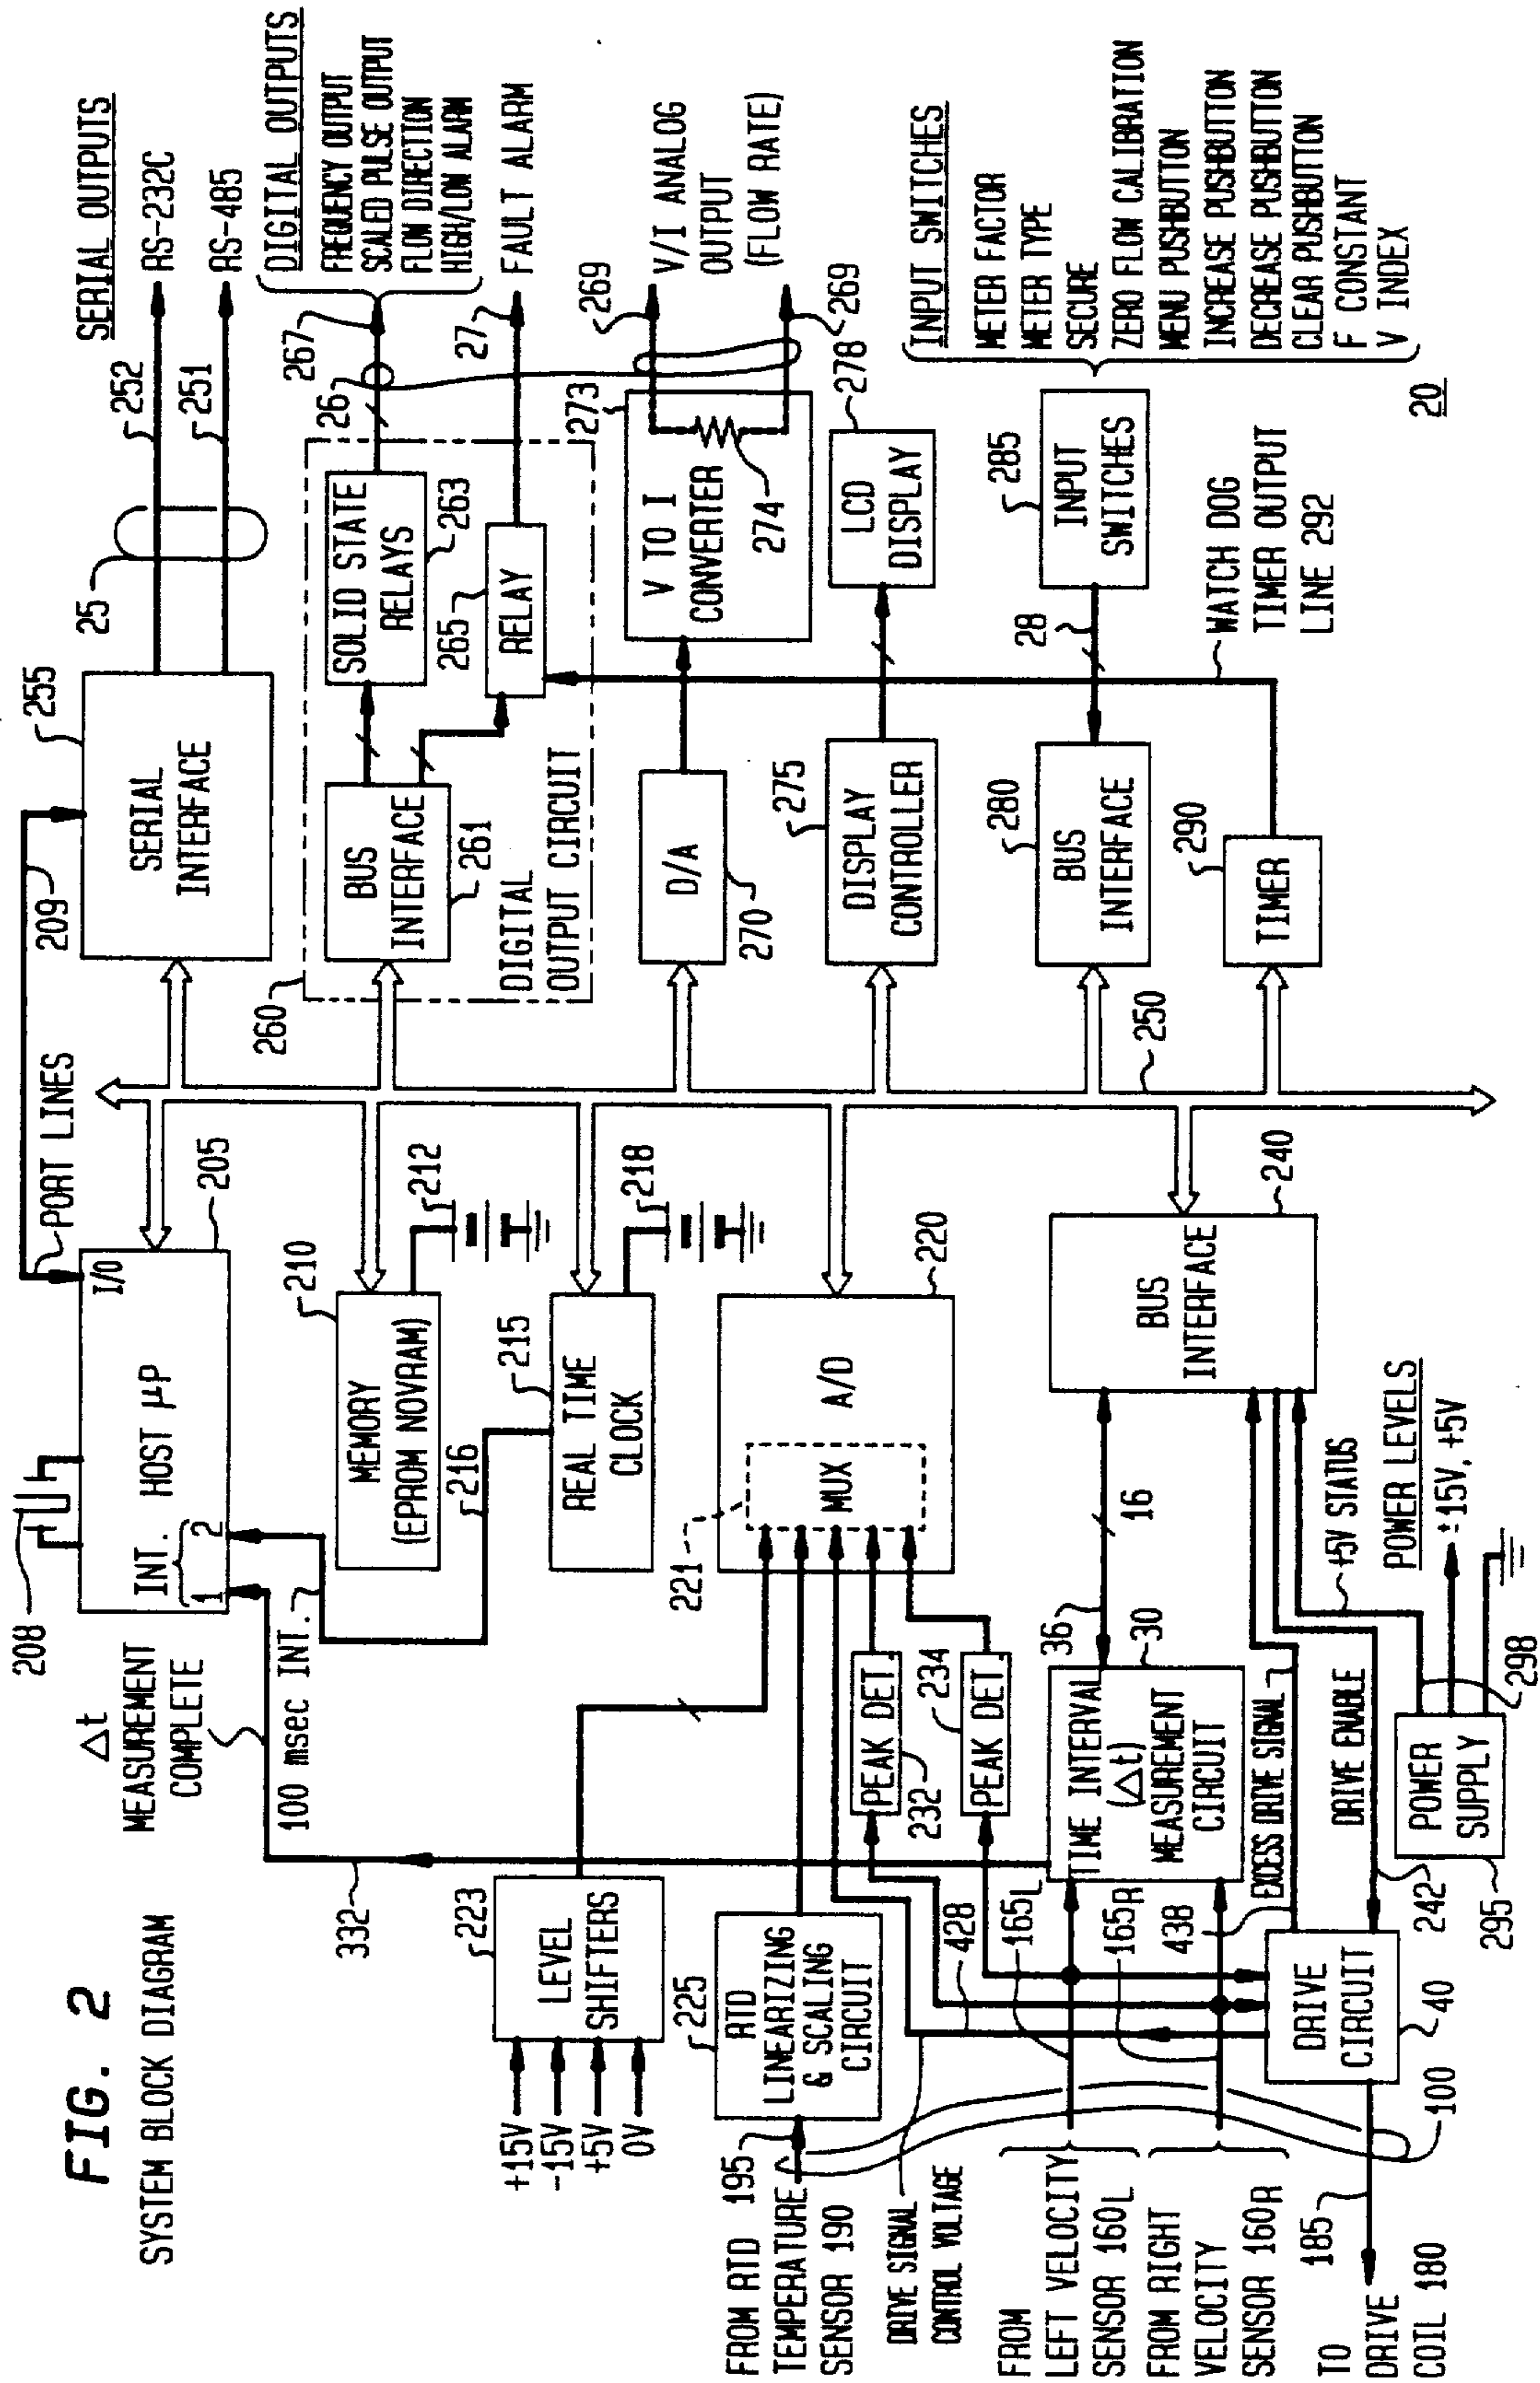 FIG. 2
SYSTEM BLOCK DIAGRAM
Δt
MEASUREMENT
COMPLETE
208
INT.
1
2
HOST μP
I/O
205
PORT LINES
209
SERIAL
INTERFACE
255
25
252
251
SERIAL OUTPUTS
RS-232C
RS-485
332
100 msec INT.
216
MEMORY
(EPROM NOVRAM)
210
212
REAL TIME
CLOCK
215
218
260
BUS
INTERFACE
261
DIGITAL
OUTPUT CIRCUIT
SOLID STATE
RELAYS
263
265
RELAY
26
267
27
DIGITAL OUTPUTS
FREQUENCY OUTPUT
SCALED PULSE OUTPUT
FLOW DIRECTION
HIGH/LOW ALARM
FAULT ALARM
+15V
-15V
+5V
0V
223
LEVEL
SHIFTERS
221
MUX
A/D
220
D/A
270
V TO I
CONVERTER
273
274
269
269
V/I ANALOG
OUTPUT
(FLOW RATE)
FROM RTD
TEMPERATURE
SENSOR 190
195
225
RTD
LINEARIZING
& SCALING
CIRCUIT
DRIVE SIGNAL
CONTROL VOLTAGE
428
PEAK DET.
232
PEAK DET.
234
DISPLAY
CONTROLLER
275
LCD
DISPLAY
278
FROM
LEFT VELOCITY
SENSOR 160L
165L
FROM RIGHT
VELOCITY
SENSOR 160R
165R
TIME INTERVAL
(Δt)
MEASUREMENT
CIRCUIT
30
36
16
BUS
INTERFACE
240
250
BUS
INTERFACE
280
28
INPUT
SWITCHES
285
INPUT SWITCHES
METER FACTOR
METER TYPE
SECURE
ZERO FLOW CALIBRATION
MENU PUSHBUTTON
INCREASE PUSHBUTTON
DECREASE PUSHBUTTON
CLEAR PUSHBUTTON
F CONSTANT
V INDEX
TIMER
290
WATCH DOG
TIMER OUTPUT
LINE 292
438
EXCESS DRIVE SIGNAL
DRIVE ENABLE
242
+5V STATUS
DRIVE
CIRCUIT
40
100
185
TO
DRIVE
COIL 180
POWER
SUPPLY
295
298
POWER LEVELS
±15V, +5V
20